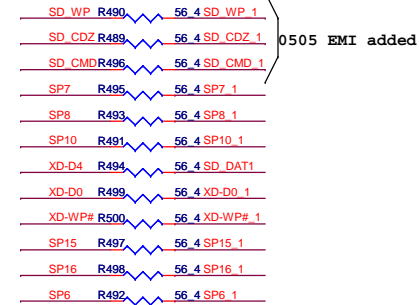 SD_WP R490 56_4 SD_WP_1
SD_CDZ R489 56_4 SD_CDZ_1 0505 EMI added
SD_CMD R496 56_4 SD_CMD_1
SP7 R495 56_4 SP7_1
SP8 R493 56_4 SP8_1
SP10 R491 56_4 SP10_1
XD-D4 R494 56_4 SD_DAT1
XD-D0 R499 56_4 XD-D0_1
XD-WP# R500 56_4 XD-WP#_1
SP15 R497 56_4 SP15_1
SP16 R498 56_4 SP16_1
SP6 R492 56_4 SP6_1